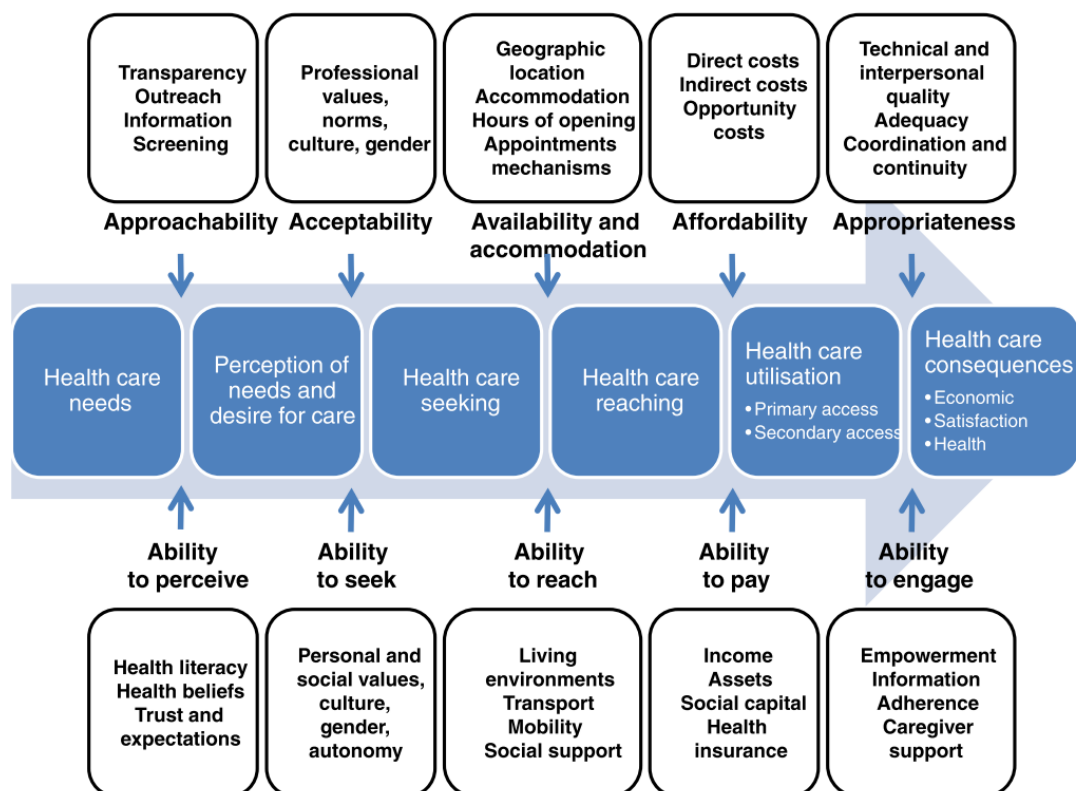 Transparency
Outreach
Information
Screening
Professional
values,
norms,
culture, gender
Geographic
location
Accommodation
Hours of opening
Appointments
mechanisms
Direct costs
Indirect costs
Opportunity
costs
Technical and
interpersonal
quality
Adequacy
Coordination and
continuity
Approachability
Acceptability
Availability and
accommodation
Affordability
Appropriateness
Health care
needs
Perception of
needs and
desire for care
Health care
seeking
Health care
reaching
Health care
utilisation
• Primary access
• Secondary access
Health care
consequences
• Economic
• Satisfaction
• Health
Ability
to perceive
Ability
to seek
Ability
to reach
Ability
to pay
Ability
to engage
Health literacy
Health beliefs
Trust and
expectations
Personal and
social values,
culture,
gender,
autonomy
Living
environments
Transport
Mobility
Social support
Income
Assets
Social capital
Health
insurance
Empowerment
Information
Adherence
Caregiver
support